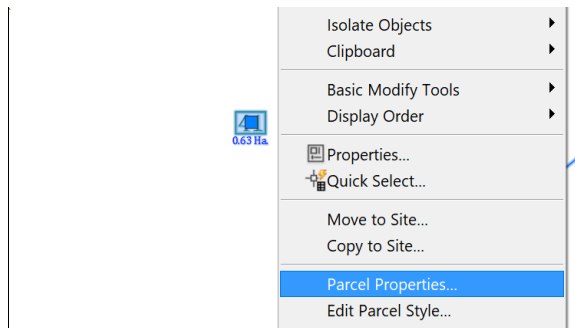 Isolate Objects
Clipboard
Basic Modify Tools
Display Order
0.63 Ha.
Properties...
Quick Select...
Move to Site...
Copy to Site...
Parcel Properties...
Edit Parcel Style...